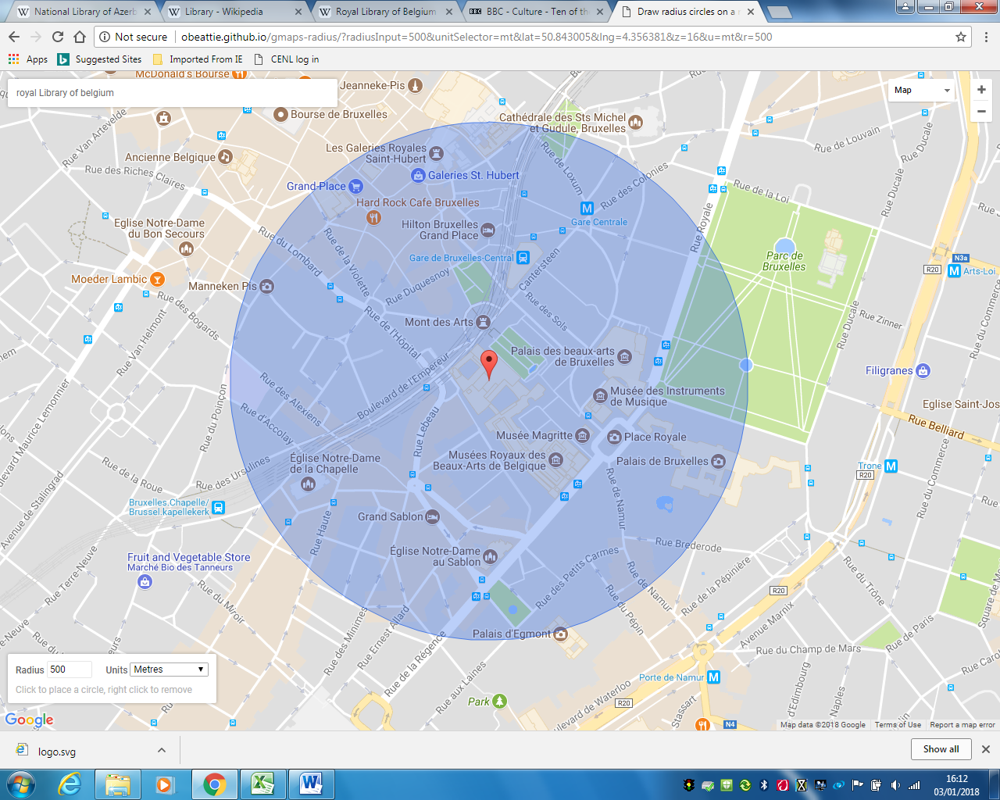 National Library of Azerb
Library - Wikipedia
Royal Library of Belgium
BBC - Culture - Ten of th
Draw radius circles on a
Not secure
obeattie.github.io/gmaps-radius/?radiusInput=500&unitSelector=mt&lat=50.843005&lng=4.356381&z=16&u=mt&r=500
Apps
Suggested Sites
Imported From IE
CENL log in
McDonald's Bourse
royal Library of belgium
Jeanneke-Pis
Map
Bourse de Bruxelles
Cathédrale des Sts Michel
et Gudule, Bruxelles
Rue Van Artevelde
Rue de Louvain
Rue Ducale
Les Galeries Royales
Saint-Hubert
Ancienne Belgique
Rue des Riches Claires
Galeries St. Hubert
Rue de Loxum
Rue des Colonies
Grand Place
Rue de la Loi
Rue Ducale
Hard Rock Cafe Bruxelles
Gare Centrale
Eglise Notre-Dame
du Bon Secours
Hilton Bruxelles
Grand Place
Rue Royale
Rue du Lombard
Rue de la Violette
Gare de Bruxelles-Central
Cantersteen
Parc de
Bruxelles
N3a
R20
Arts-Loi
Moeder Lambic
Manneken Pis
Rue Duquesnoy
Rue des Bogards
Rue des Sols
Rue Van Helmont
Rue de l'Hôpital
Mont des Arts
Rue Ducale
Rue Zinner
Rue du Commerce
Palais des beaux-arts
de Bruxelles
Boulevard de l'Empereur
Filigranes
Boulevard Maurice Lemonnier
Rue du Poinçon
Rue des Alexiens
Musée des Instruments
de Musique
Eglise Saint-Jos
Rue d'Accolay
Rue Lebeau
Rue Belliard
Musée Magritte
Place Royale
Musées Royaux des
Beaux-Arts de Belgique
Palais de Bruxelles
Église Notre-Dame
de la Chapelle
Trone
R20
Rue de la Roue
Rue des Ursulines
Rue du Commerce
Avenue de Stalingrad
Bruxelles.Chapelle/
Brussel.kapellekerk
Rue de Namur
Grand Sablon
Rue Haute
Rue Brederode
Église Notre-Dame
au Sablon
Fruit and Vegetable Store
Marché Bio des Tanneurs
Rue Terre-Neuve
Rue des Petits Carmes
Rue de Namur
Rue de la Pépinière
Rue du Trône
R20
Rue du Miroir
Rue du Pépin
Avenue Marnix
Rue de Paris
Rue des Minimes
Rue Ernest Allard
Rue de la Régence
Palais d'Egmont
Rue du Champ de Mars
Rue Caro
Radius
500
Units
Metres
Click to place a circle, right click to remove
Rue aux Laines
Porte de Namur
d'Edimbourg
Naples
Park
R20
Stassart
N4
Google
Map data ©2018 Google
Terms of Use
Report a map error
logo.svg
Show all
16:12
03/01/2018